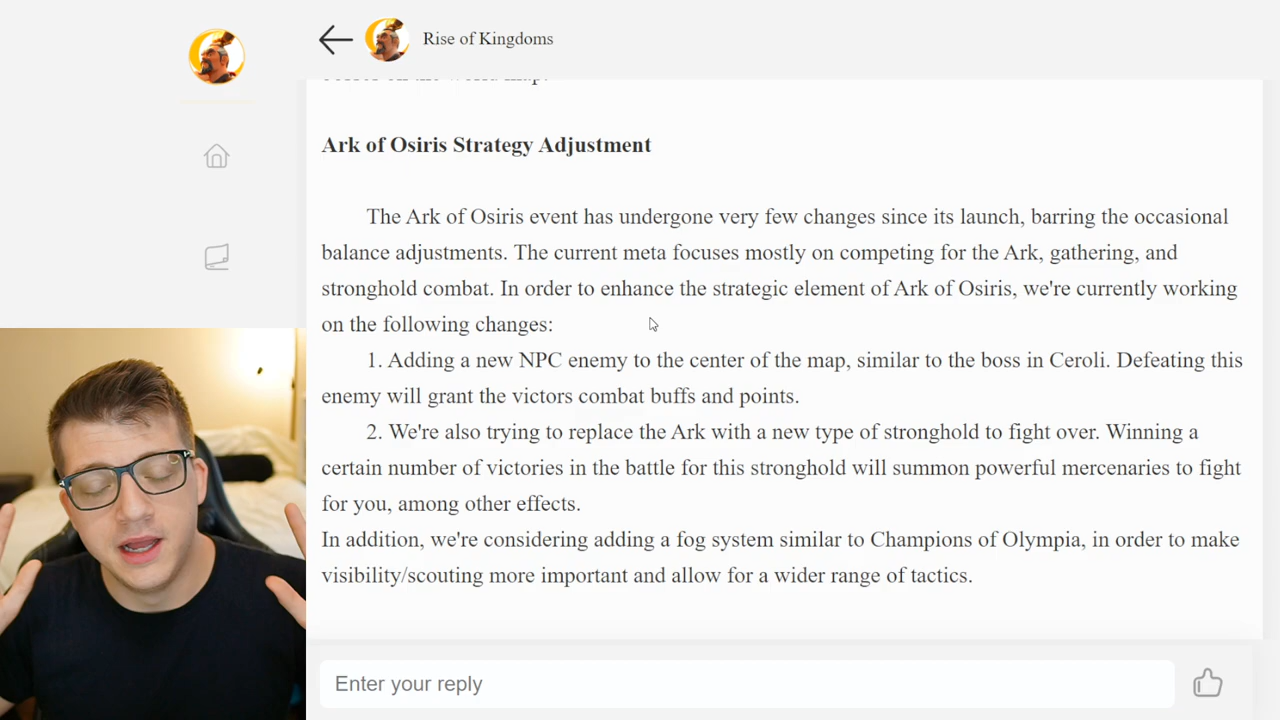 Rise of Kingdoms
Ark of Osiris Strategy Adjustment
The Ark of Osiris event has undergone very few changes since its launch, barring the occasional
balance adjustments. The current meta focuses mostly on competing for the Ark, gathering, and
stronghold combat. In order to enhance the strategic element of Ark of Osiris, we're currently working
on the following changes:
1. Adding a new NPC enemy to the center of the map, similar to the boss in Ceroli. Defeating this
enemy will grant the victors combat buffs and points.
2. We're also trying to replace the Ark with a new type of stronghold to fight over. Winning a
certain number of victories in the battle for this stronghold will summon powerful mercenaries to fight
for you, among other effects.
In addition, we're considering adding a fog system similar to Champions of Olympia, in order to make
visibility/scouting more important and allow for a wider range of tactics.
Enter your reply